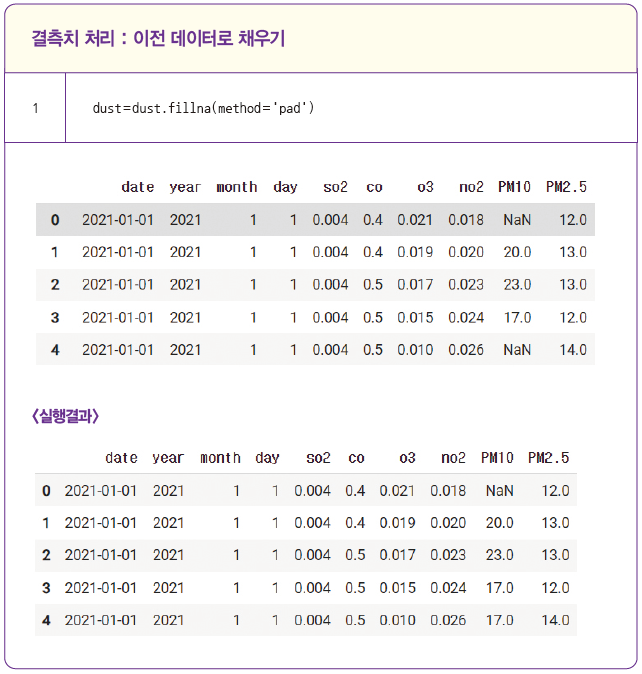 결측치 처리 : 이전 데이터로 채우기
1 dust=dust.fillna(method='pad')
date year month day so2 co o3 no2 PM10 PM2.5
0 2021-01-01 2021 1 1 0.004 0.4 0.021 0.018 NaN 12.0
1 2021-01-01 2021 1 1 0.004 0.4 0.019 0.020 20.0 13.0
2 2021-01-01 2021 1 1 0.004 0.5 0.017 0.023 23.0 13.0
3 2021-01-01 2021 1 1 0.004 0.5 0.015 0.024 17.0 12.0
4 2021-01-01 2021 1 1 0.004 0.5 0.010 0.026 NaN 14.0
<실행결과>
date year month day so2 co o3 no2 PM10 PM2.5
0 2021-01-01 2021 1 1 0.004 0.4 0.021 0.018 NaN 12.0
1 2021-01-01 2021 1 1 0.004 0.4 0.019 0.020 20.0 13.0
2 2021-01-01 2021 1 1 0.004 0.5 0.017 0.023 23.0 13.0
3 2021-01-01 2021 1 1 0.004 0.5 0.015 0.024 17.0 12.0
4 2021-01-01 2021 1 1 0.004 0.5 0.010 0.026 17.0 14.0